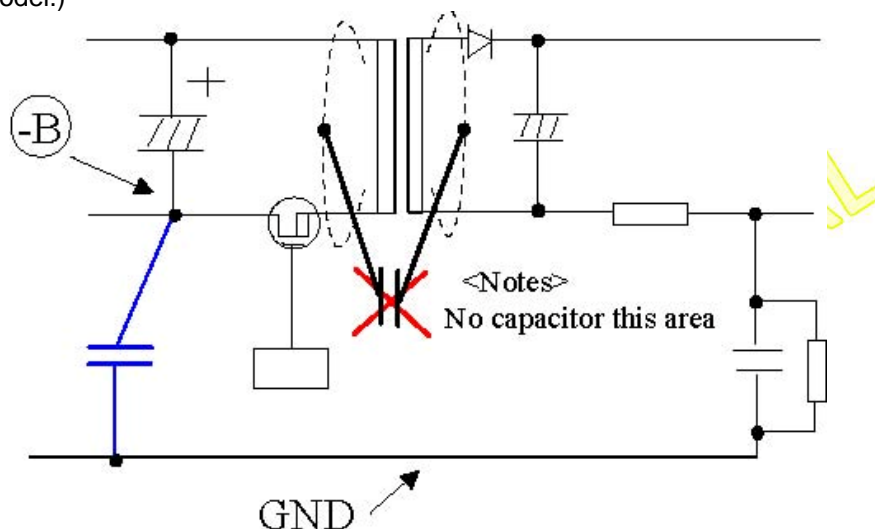 odel.)
+
-B
<Notes>
No capacitor this area
GND